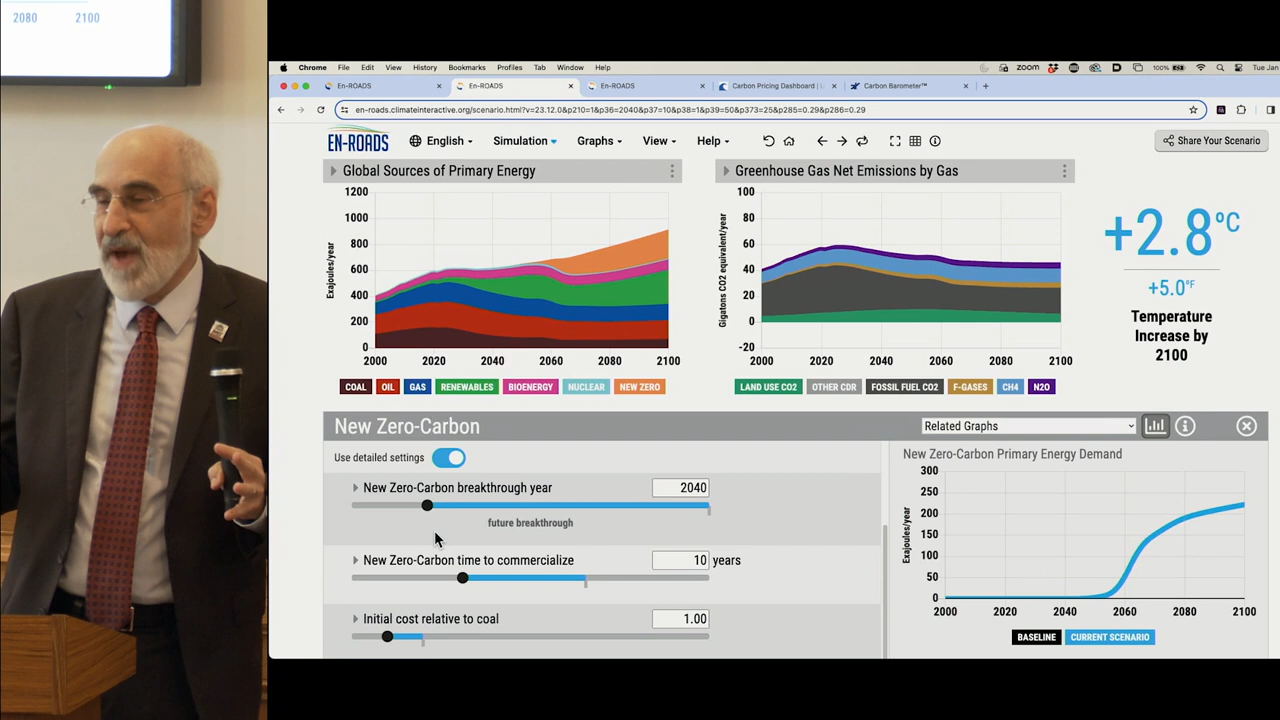 2080 2100
Chrome File Edit View History Bookmarks Profiles Tab Window Help zoom 100% Tue Jan
En-ROADS × En-ROADS × En-ROADS × Carbon Pricing Dashboard | × Carbon Barometer™ × +
en-roads.climateinteractive.org/scenario.html?v=23.12.0&p210=1&p36=2040&p37=10&p38=1&p39=50&p373=25&p285=0.29&p286=0.29
EN-ROADS English Simulation Graphs View Help Share Your Scenario
Global Sources of Primary Energy
Exajoules/year
1200
1000
800
600
400
200
0
2000 2020 2040 2060 2080 2100
COAL OIL GAS RENEWABLES BIOENERGY NUCLEAR NEW ZERO
Greenhouse Gas Net Emissions by Gas
Gigatons CO2 equivalent/year
100
80
60
40
20
0
-20
2000 2020 2040 2060 2080 2100
LAND USE CO2 OTHER CDR FOSSIL FUEL CO2 F-GASES CH4 N2O
+2.8ºC
+5.0°F
Temperature
Increase by
2100
New Zero-Carbon
Related Graphs
Use detailed settings
New Zero-Carbon breakthrough year 2040
future breakthrough
New Zero-Carbon time to commercialize 10 years
Initial cost relative to coal 1.00
New Zero-Carbon Primary Energy Demand
Exajoules/year
300
250
200
150
100
50
0
2000 2020 2040 2060 2080 2100
BASELINE CURRENT SCENARIO